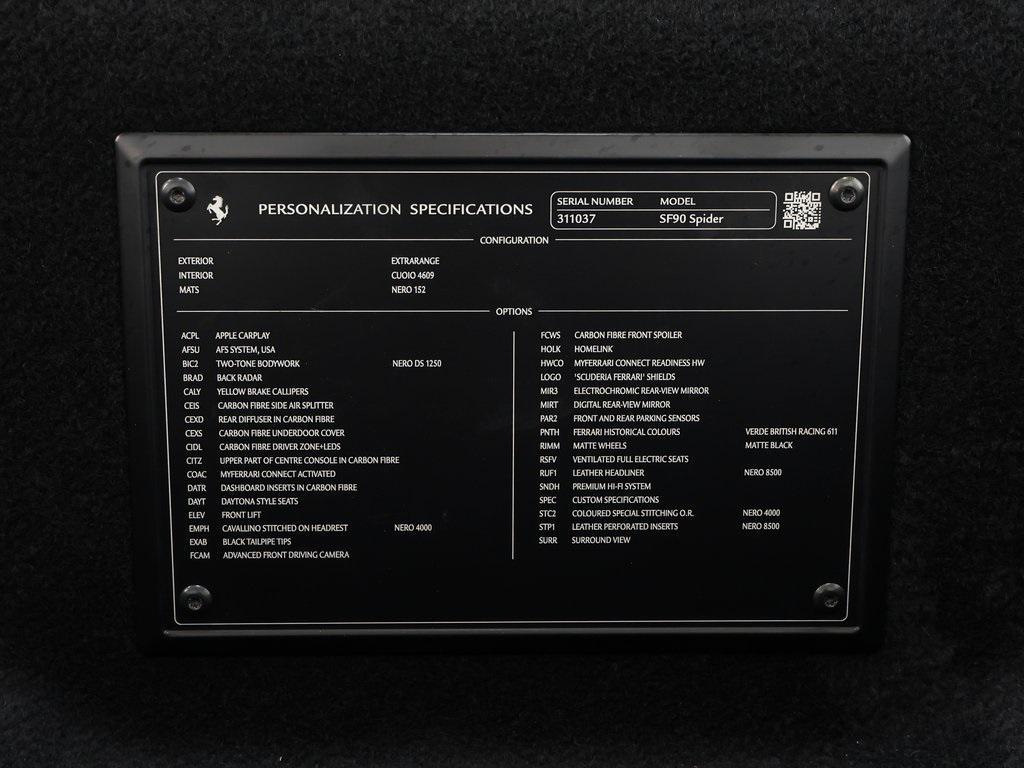 PERSONALIZATION SPECIFICATIONS
SERIAL NUMBER MODEL
311037 SF90 Spider
CONFIGURATION
EXTERIOR EXTRARANGE
INTERIOR CUOIO 4609
MATS NERO 152
OPTIONS
ACPL APPLE CARPLAY
AFSU AFS SYSTEM, USA
BIC2 TWO-TONE BODYWORK NERO DS 1250
BRAD BACK RADAR
CALY YELLOW BRAKE CALLIPERS
CEIS CARBON FIBRE SIDE AIR SPLITTER
CEXD REAR DIFFUSER IN CARBON FIBRE
CEXS CARBON FIBRE UNDERDOOR COVER
CIDL CARBON FIBRE DRIVER ZONE+LEDS
CITZ UPPER PART OF CENTRE CONSOLE IN CARBON FIBRE
COAC MYFERRARI CONNECT ACTIVATED
DATR DASHBOARD INSERTS IN CARBON FIBRE
DAYT DAYTONA STYLE SEATS
ELEV FRONT LIFT
EMPH CAVALLINO STITCHED ON HEADREST NERO 4000
EXAB BLACK TAILPIPE TIPS
FCAM ADVANCED FRONT DRIVING CAMERA
FCWS CARBON FIBRE FRONT SPOILER
HOLK HOMELINK
HWCO MYFERRARI CONNECT READINESS HW
LOGO 'SCUDERIA FERRARI' SHIELDS
MIR3 ELECTROCHROMIC REAR-VIEW MIRROR
MIRT DIGITAL REAR-VIEW MIRROR
PAR2 FRONT AND REAR PARKING SENSORS
PNTH FERRARI HISTORICAL COLOURS VERDE BRITISH RACING 611
RIMM MATTE WHEELS MATTE BLACK
RSFV VENTILATED FULL ELECTRIC SEATS
RUF1 LEATHER HEADLINER NERO 8500
SNDH PREMIUM HI-FI SYSTEM
SPEC CUSTOM SPECIFICATIONS
STC2 COLOURED SPECIAL STITCHING O.R. NERO 4000
STP1 LEATHER PERFORATED INSERTS NERO 8500
SURR SURROUND VIEW